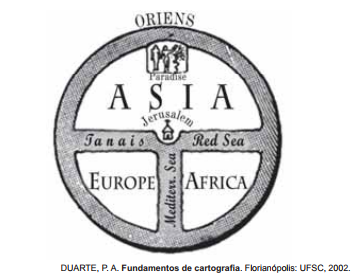 ORIENS
Paradise
ASIA
Jerusalem
Tanais Red Sea
Mediterr. Sea
EUROPE AFRICA
DUARTE, P. A. Fundamentos de cartografia. Florianópolis: UFSC, 2002.